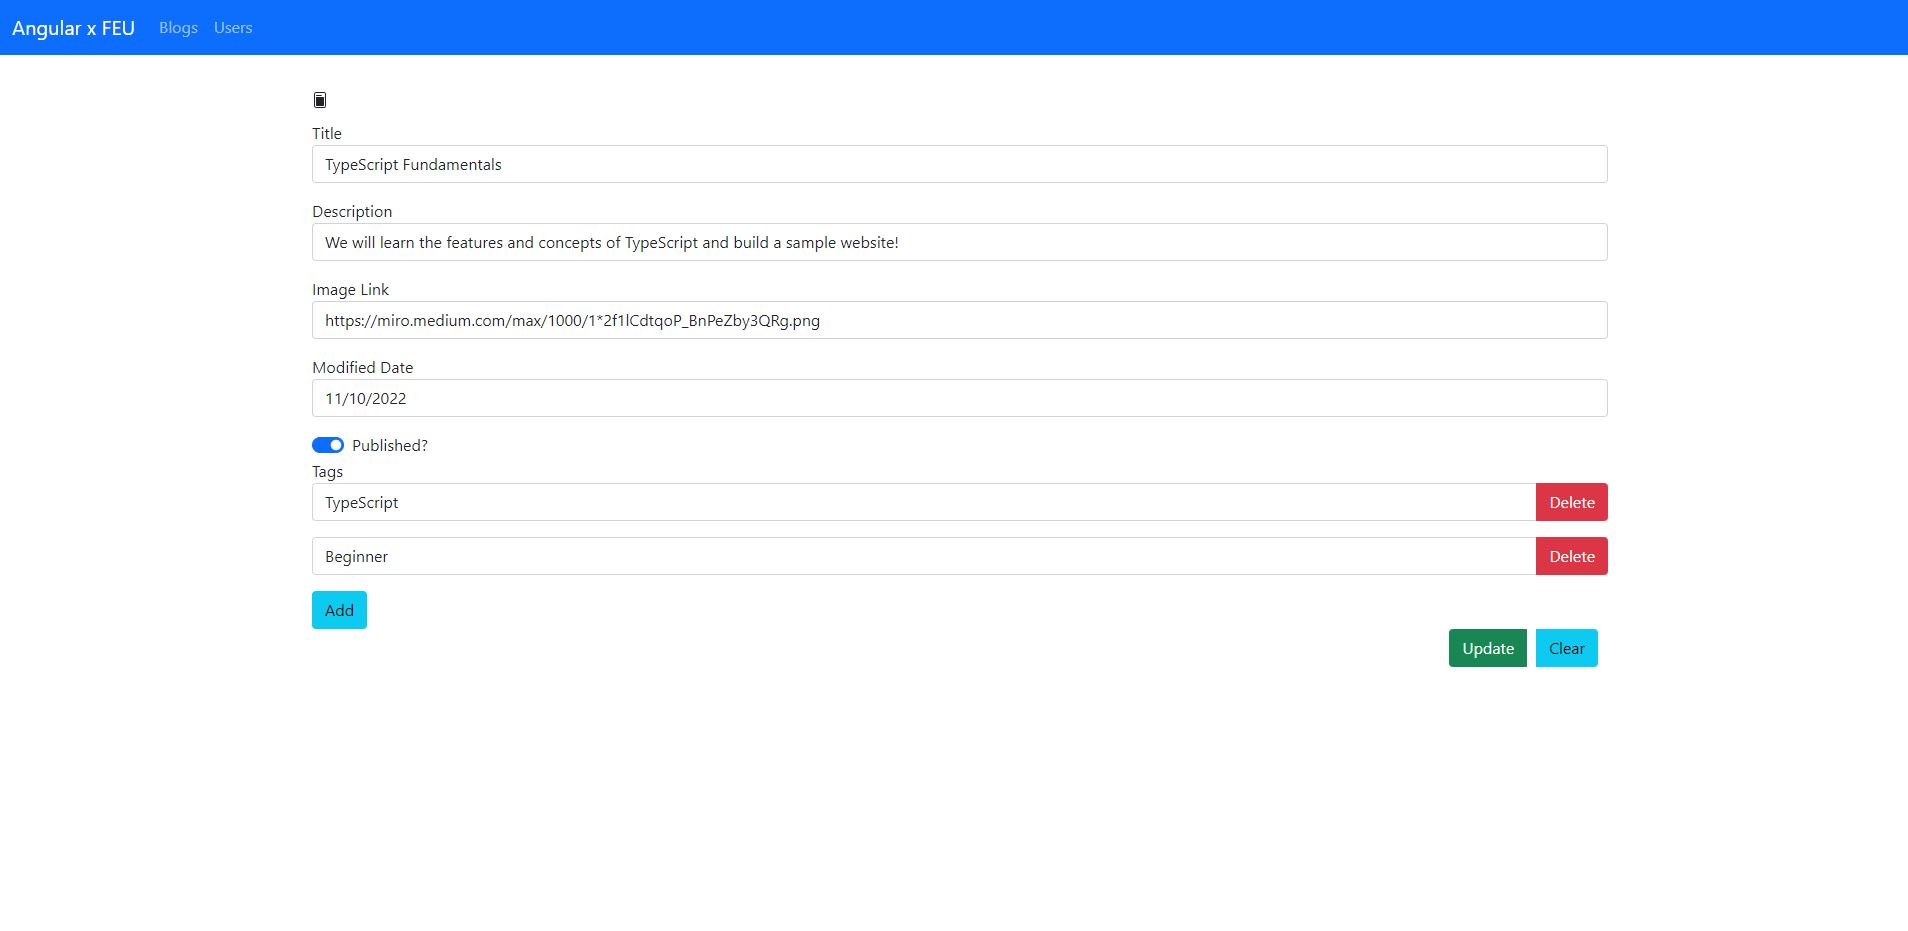 Angular x FEU Blogs Users
Title
TypeScript Fundamentals
Description
We will learn the features and concepts of TypeScript and build a sample website!
Image Link
https://miro.medium.com/max/1000/1*2f1lCdtqoP_BnPeZby3QRg.png
Modified Date
11/10/2022
Published?
Tags
TypeScript Delete
Beginner Delete
Add
Update Clear